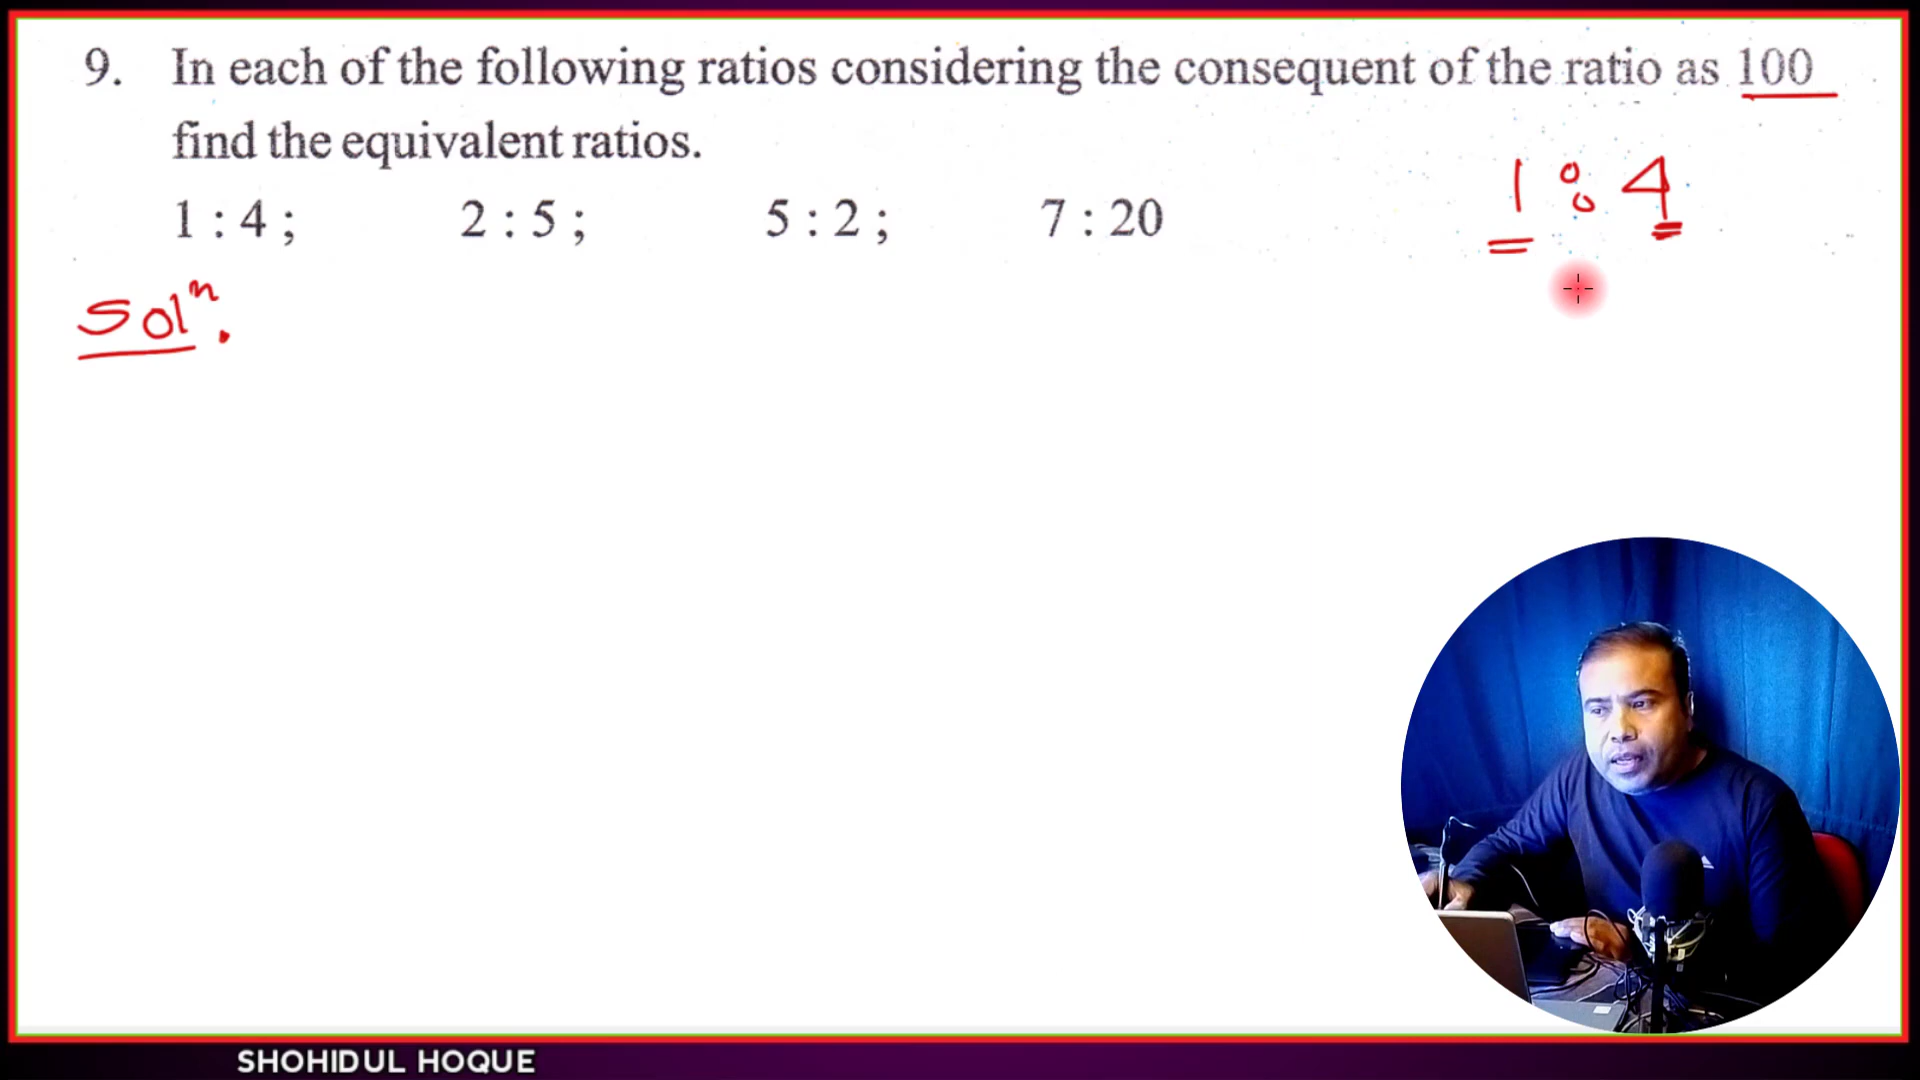 9. In each of the following ratios considering the consequent of the ratio as 100
find the equivalent ratios.
1 : 4 ; 2 : 5 ; 5 : 2 ; 7 : 20
1 : 4
Solⁿ.
SHOHIDUL HOQUE